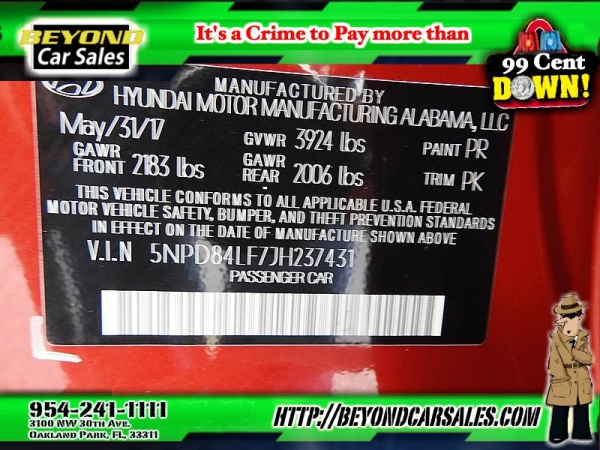 BEYOND
Car Sales
It's a Crime to Pay more than
99 Cent
DOWN!
MANUFACTURED BY
HYUNDAI MOTOR MANUFACTURING ALABAMA, LLC
May/31/17 GVWR 3924 lbs PAINT PR
GAWR FRONT 2183 lbs GAWR REAR 2006 lbs TRIM PK
THIS VEHICLE CONFORMS TO ALL APPLICABLE U.S.A. FEDERAL
MOTOR VEHICLE SAFETY, BUMPER, AND THEFT PREVENTION STANDARDS
IN EFFECT ON THE DATE OF MANUFACTURE SHOWN ABOVE
V.I.N 5NPD84LF7JH237431
PASSENGER CAR
954-241-1111
3100 NW 30th Ave.
Oakland Park, FL, 33311
HTTP://BEYONDCARSALES.COM/